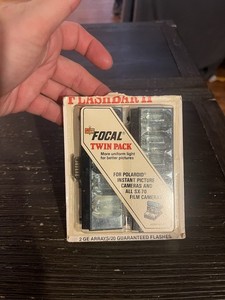 FLASHBAR II
FOCAL
TWIN PACK
More uniform light
for better pictures
FOR POLAROID
INSTANT PICTURE
CAMERAS AND
ALL SX-70
FILM CAMERAS
2 GE ARRAYS/20 GUARANTEED FLASHES